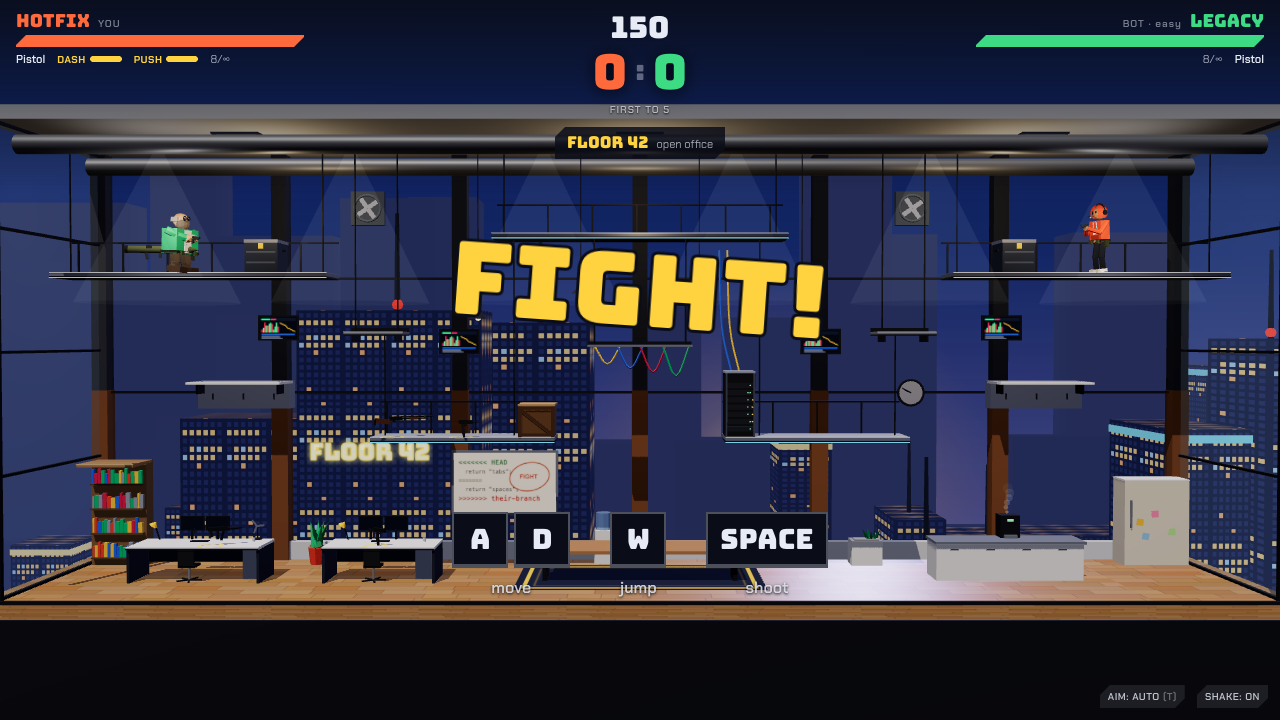 HOTFIX YOU
150
BOT · easy LEGACY
Pistol DASH PUSH 8/∞
0 : 0
8/∞ Pistol
FIRST TO 5
FLOOR 42 open office
FIGHT!
FLOOR 42
<<<<<<< HEAD
return "tabs"
=======
return "spaces"
>>>>>>> their-branch
FIGHT
A D W SPACE
move jump shoot
AIM: AUTO [T] SHAKE: ON